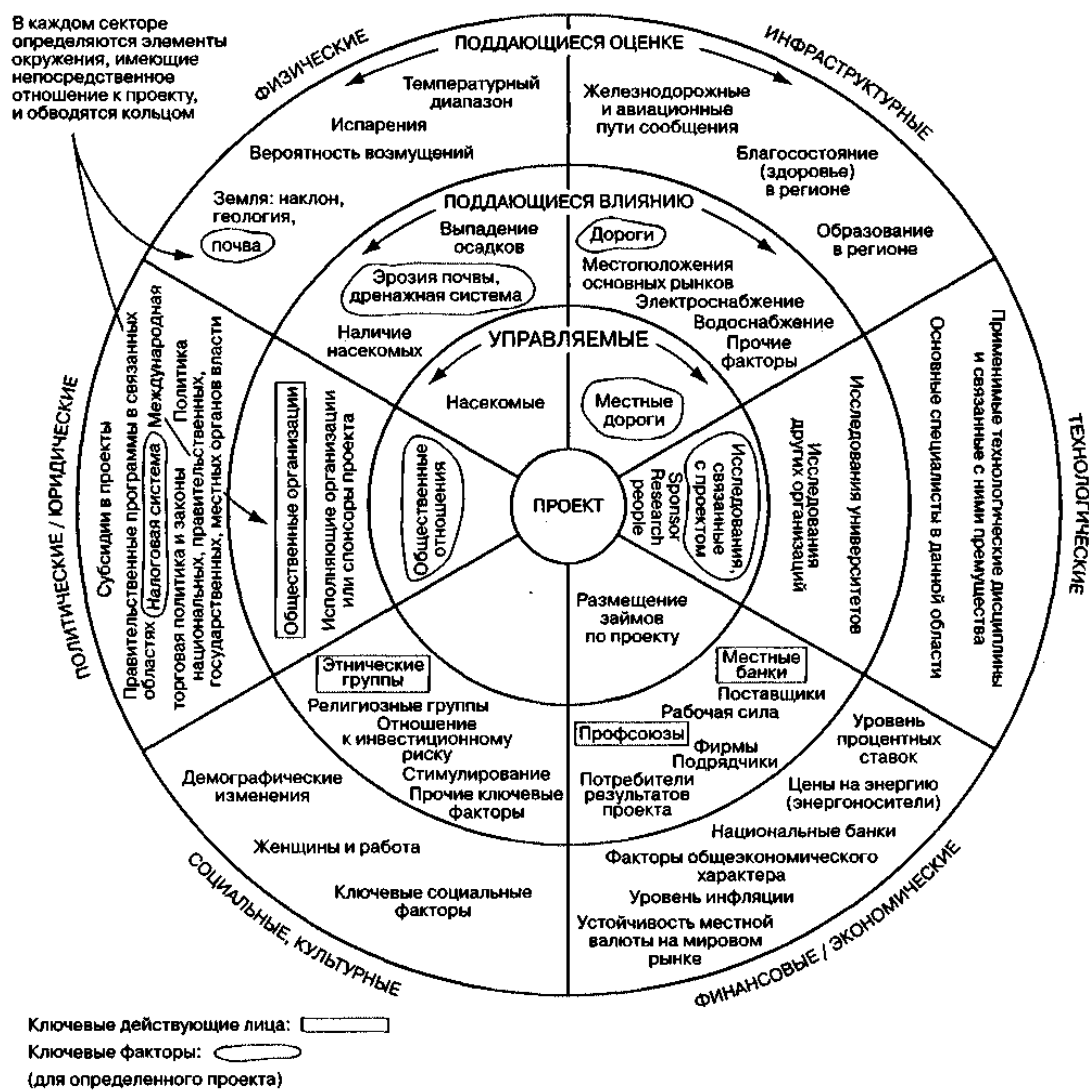 В каждом секторе
определяются элементы
окружения, имеющие
непосредственное
отношение к проекту,
и обводятся кольцом
ФИЗИЧЕСКИЕ
ПОДДАЮЩИЕСЯ ОЦЕНКЕ
ИНФРАСТРУКТУРНЫЕ
Температурный
диапазон
Испарения
Вероятность возмущений
Земля: наклон,
геология,
почва
Железнодорожные
и авиационные
пути сообщения
Благосостояние
(здоровье)
в регионе
Образование
в регионе
ПОДДАЮЩИЕСЯ ВЛИЯНИЮ
Выпадение
осадков
Эрозия почвы,
дренажная система
Наличие
насекомых
Дороги
Местоположения
основных рынков
Электроснабжение
Водоснабжение
Прочие
факторы
УПРАВЛЯЕМЫЕ
Насекомые
Местные
дороги
ПРОЕКТ
ПОЛИТИЧЕСКИЕ / ЮРИДИЧЕСКИЕ
Субсидии в проекты
Правительственные программы в связанных
областях Налоговая система Международная
торговая политика и законы Политика
национальных, правительственных,
государственных, местных органов власти
Общественные организации
Исполняющие организации
или спонсоры проекта
Общественные
отношения
ТЕХНОЛОГИЧЕСКИЕ
Применимые технологические дисциплины
и связанные с ними премущества
Основные специалисты в данной области
Исследования университетов
Исследования
других организаций
Исследования,
связанные
с проектом
Sponsor
Research
people
Размещение
займов
по проекту
Этнические
группы
Религиозные группы
Отношение
к инвестиционному
риску
Стимулирование
Прочие ключевые
факторы
Демографические
изменения
Женщины и работа
Ключевые социальные
факторы
СОЦИАЛЬНЫЕ, КУЛЬТУРНЫЕ
Местные
банки
Поставщики
Рабочая сила
Профсоюзы
Фирмы
Подрядчики
Потребители
результатов
проекта
Уровень
процентных
ставок
Цены на энергию
(энергоносители)
Национальные банки
Факторы общеэкономического
характера
Уровень инфляции
Устойчивость местной
валюты на мировом
рынке
ФИНАНСОВЫЕ / ЭКОНОМИЧЕСКИЕ
Ключевые действующие лица:
Ключевые факторы:
(для определенного проекта)